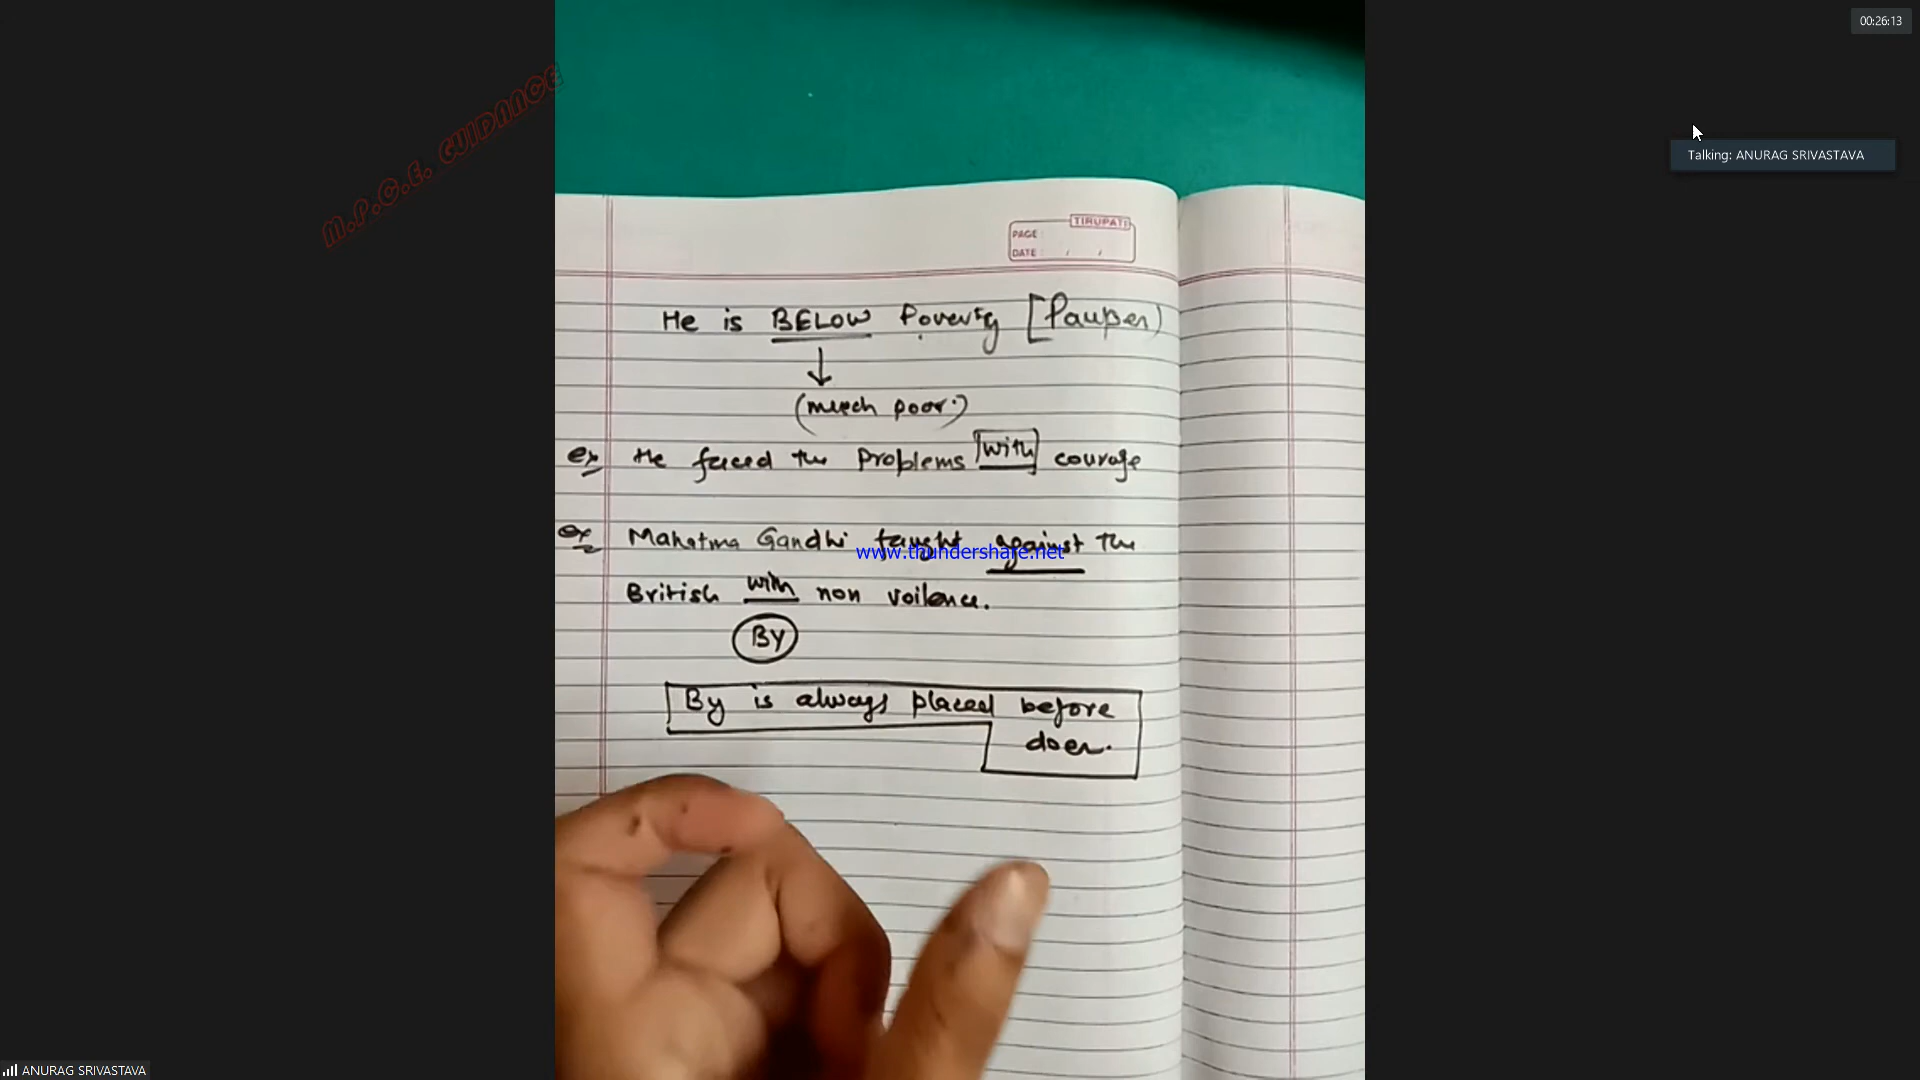 00:26:13
M.P.C.E. GUIDANCE
Talking: ANURAG SRIVASTAVA
TIRUPATI
PAGE :
DATE : / /
He is BELOW Poverty [Pauper)
(much poor.)
ex He faced the Problems with courage
ex Mahatma Gandhi faught against the
www.thundershare.net
British with non voilence.
By
By is always placed before
doer.
ANURAG SRIVASTAVA